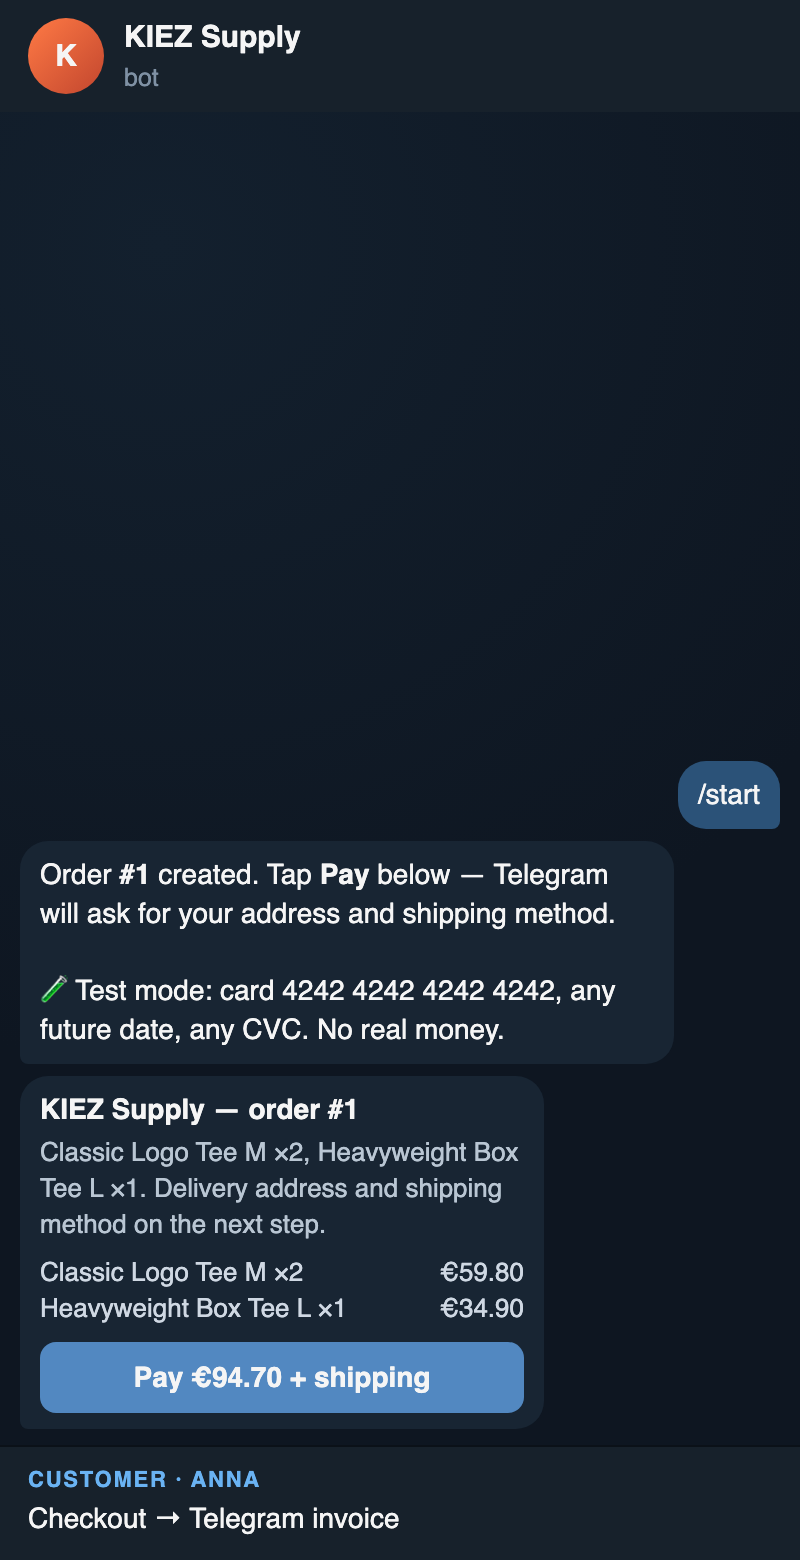 K
KIEZ Supply
bot
/start
Order #1 created. Tap Pay below — Telegram
will ask for your address and shipping method.
🧪 Test mode: card 4242 4242 4242 4242, any
future date, any CVC. No real money.
KIEZ Supply — order #1
Classic Logo Tee M ×2, Heavyweight Box
Tee L ×1. Delivery address and shipping
method on the next step.
Classic Logo Tee M ×2 €59.80
Heavyweight Box Tee L ×1 €34.90
Pay €94.70 + shipping
CUSTOMER · ANNA
Checkout → Telegram invoice